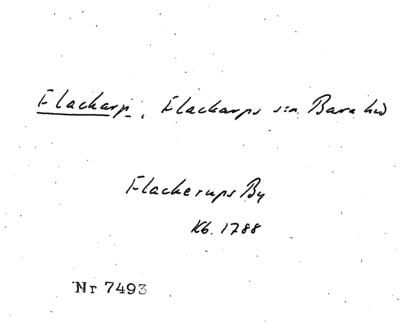 Flackarp, Flackarps sn Bara hd
Flackerups By
Kb. 1788
Nr 7493